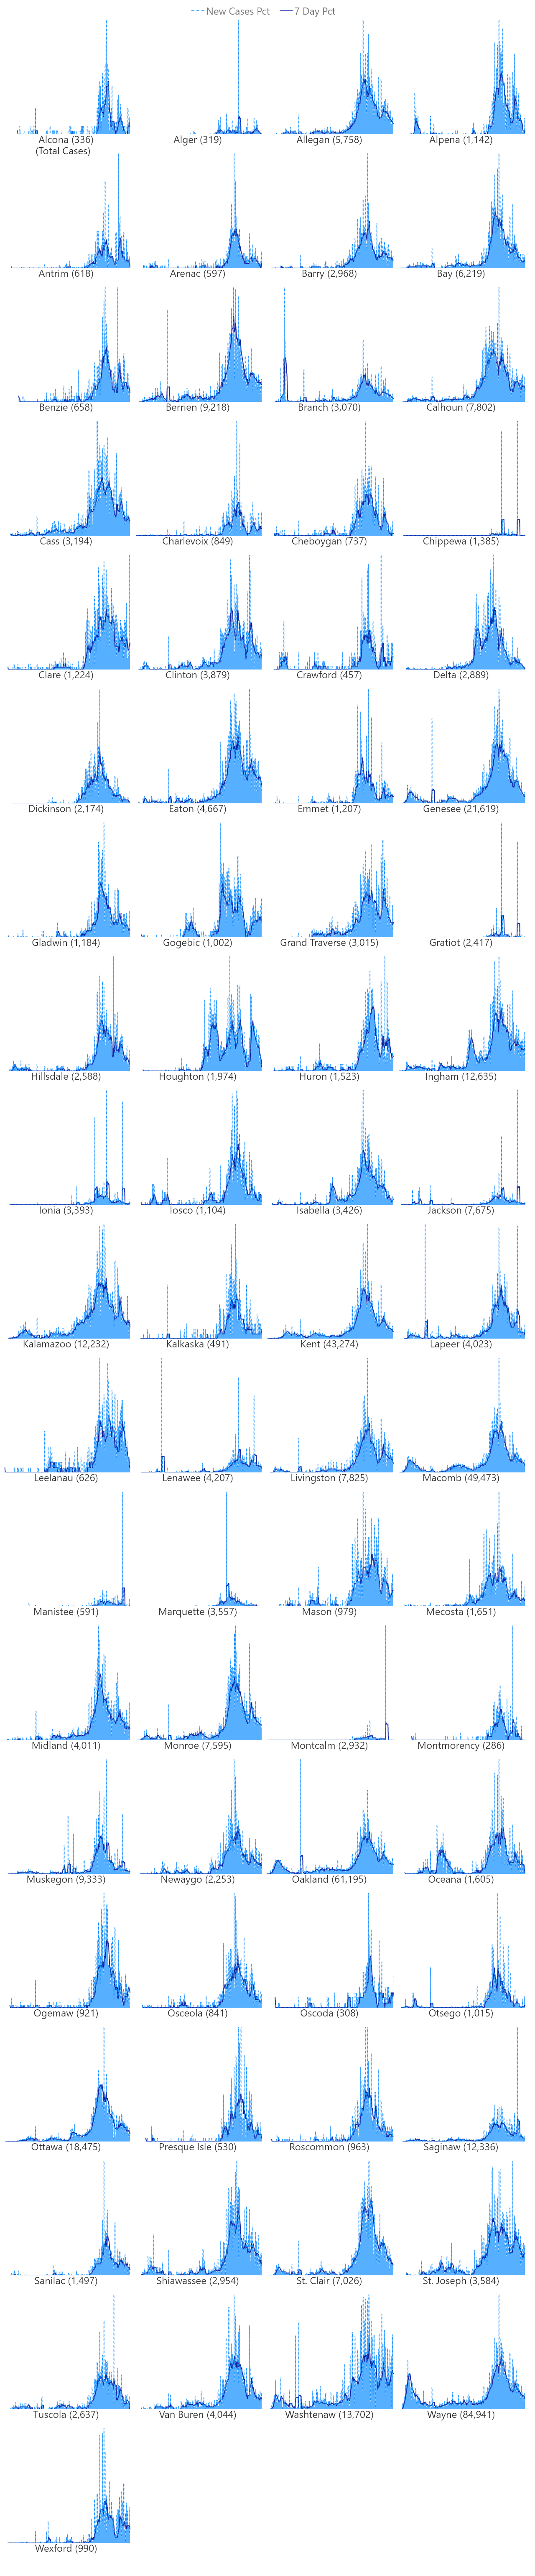 New Cases Pct 7 Day Pct
Alcona (336) Alger (319) Allegan (5,758) Alpena (1,142)
(Total Cases)
Antrim (618) Arenac (597) Barry (2,968) Bay (6,219)
Benzie (658) Berrien (9,218) Branch (3,070) Calhoun (7,802)
Cass (3,194) Charlevoix (849) Cheboygan (737) Chippewa (1,385)
Clare (1,224) Clinton (3,879) Crawford (457) Delta (2,889)
Dickinson (2,174) Eaton (4,667) Emmet (1,207) Genesee (21,619)
Gladwin (1,184) Gogebic (1,002) Grand Traverse (3,015) Gratiot (2,417)
Hillsdale (2,588) Houghton (1,974) Huron (1,523) Ingham (12,635)
Ionia (3,393) Iosco (1,104) Isabella (3,426) Jackson (7,675)
Kalamazoo (12,232) Kalkaska (491) Kent (43,274) Lapeer (4,023)
Leelanau (626) Lenawee (4,207) Livingston (7,825) Macomb (49,473)
Manistee (591) Marquette (3,557) Mason (979) Mecosta (1,651)
Midland (4,011) Monroe (7,595) Montcalm (2,932) Montmorency (286)
Muskegon (9,333) Newaygo (2,253) Oakland (61,195) Oceana (1,605)
Ogemaw (921) Osceola (841) Oscoda (308) Otsego (1,015)
Ottawa (18,475) Presque Isle (530) Roscommon (963) Saginaw (12,336)
Sanilac (1,497) Shiawassee (2,954) St. Clair (7,026) St. Joseph (3,584)
Tuscola (2,637) Van Buren (4,044) Washtenaw (13,702) Wayne (84,941)
Wexford (990)